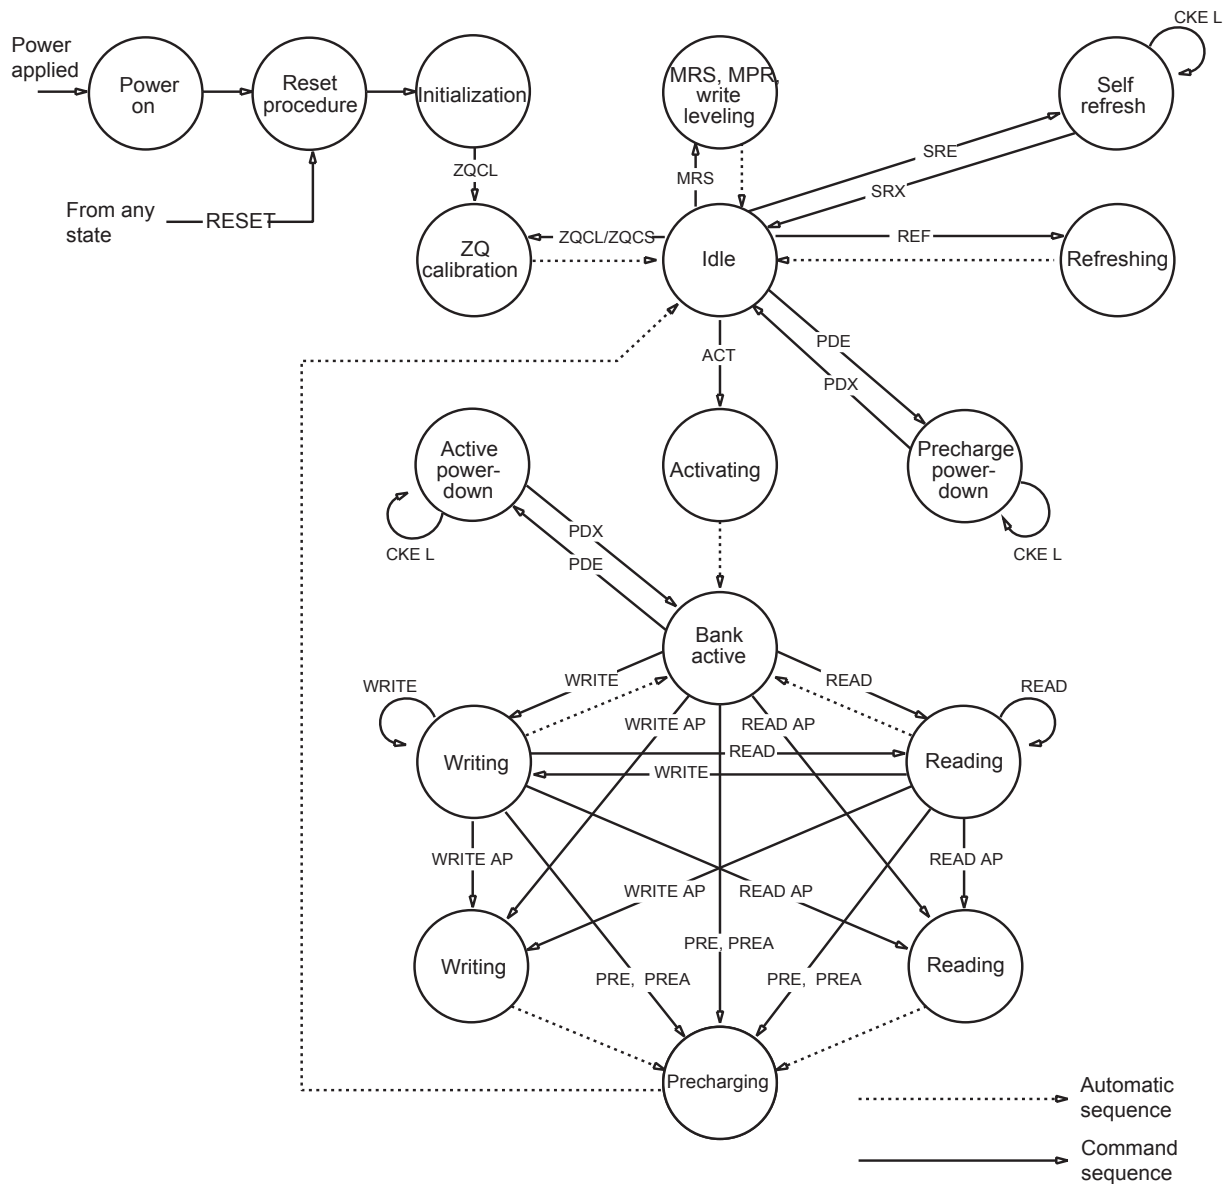 CKE L
Power
applied
Power
on
Reset
procedure
Initialization
MRS, MPR,
write
leveling
Self
refresh
ZQCL
MRS
SRE
SRX
From any
state
RESET
ZQ
calibration
ZQCL/ZQCS
Idle
REF
Refreshing
ACT
PDE
PDX
Active
power-
down
Activating
Precharge
power-
down
PDX
PDE
CKE L
CKE L
Bank
active
WRITE
WRITE
READ
READ
WRITE AP
READ AP
Writing
READ
WRITE
Reading
WRITE AP
READ AP
WRITE AP
READ AP
Writing
PRE, PREA
Reading
PRE, PREA
PRE, PREA
Precharging
Automatic
sequence
Command
sequence